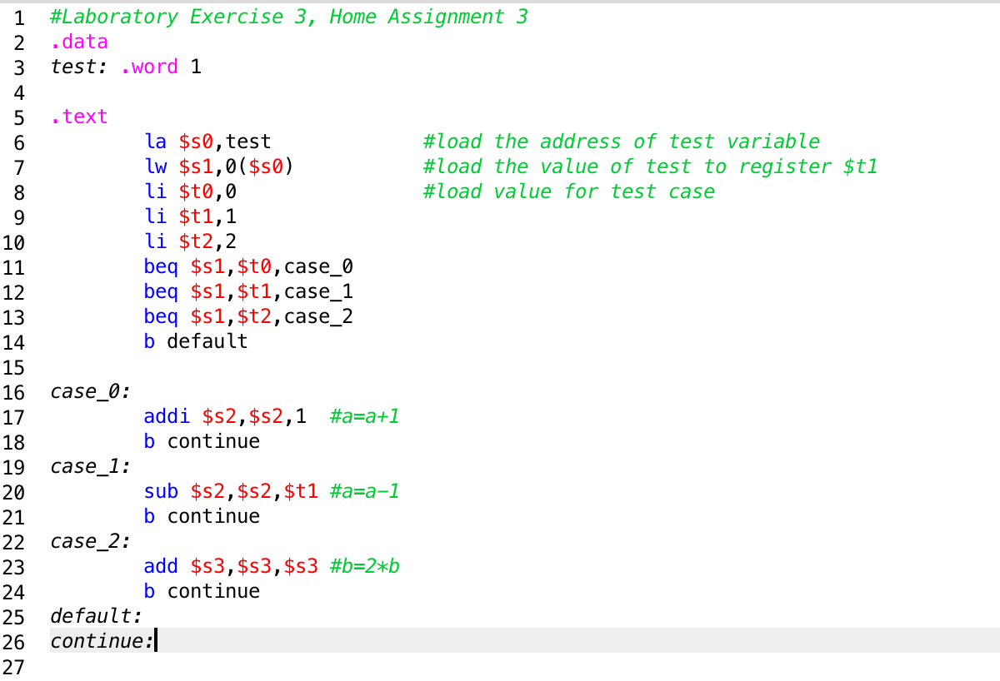 1 #Laboratory Exercise 3, Home Assignment 3
2 .data
3 test: .word 1
4
5 .text
6 la $s0,test #load the address of test variable
7 lw $s1,0($s0) #load the value of test to register $t1
8 li $t0,0 #load value for test case
9 li $t1,1
10 li $t2,2
11 beq $s1,$t0,case_0
12 beq $s1,$t1,case_1
13 beq $s1,$t2,case_2
14 b default
15
16 case_0:
17 addi $s2,$s2,1 #a=a+1
18 b continue
19 case_1:
20 sub $s2,$s2,$t1 #a=a−1
21 b continue
22 case_2:
23 add $s3,$s3,$s3 #b=2*b
24 b continue
25 default:
26 continue:
27